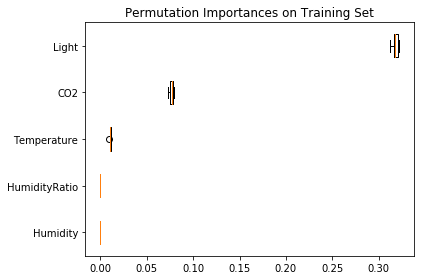 Permutation Importances on Training Set
Light
CO2
Temperature
HumidityRatio
Humidity
0.00 0.05 0.10 0.15 0.20 0.25 0.30